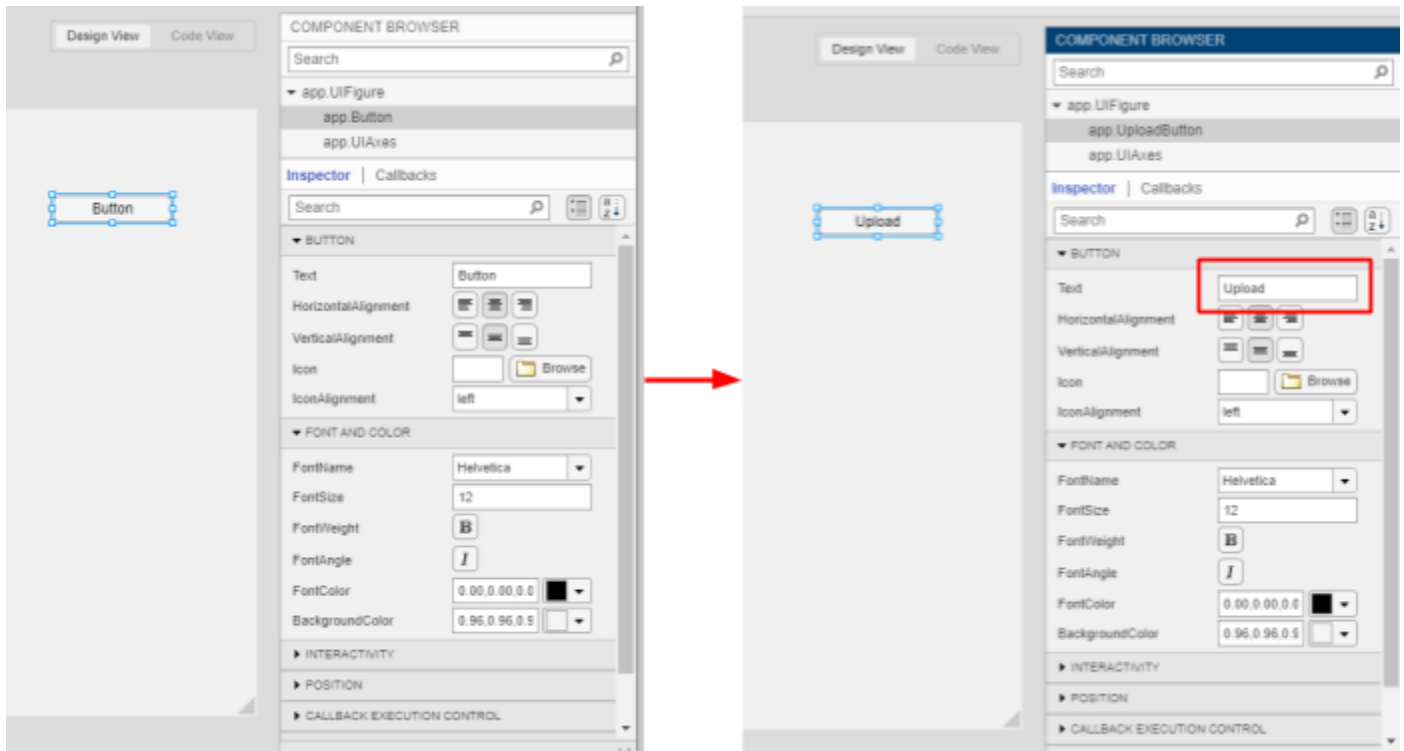 Design View Code View
COMPONENT BROWSER
Search
app.UIFigure
app.Button
app.UIAxes
Inspector | Callbacks
Search
Button
BUTTON
Text Button
HorizontalAlignment
VerticalAlignment
Icon Browse
IconAlignment left
FONT AND COLOR
FontName Helvetica
FontSize 12
FontWeight B
FontAngle I
FontColor 0.00,0.00,0.0
BackgroundColor 0.96,0.96,0.9
INTERACTIVITY
POSITION
CALLBACK EXECUTION CONTROL
Design View Code View
COMPONENT BROWSER
Search
app.UIFigure
app.UploadButton
app.UIAxes
Inspector | Callbacks
Search
Upload
BUTTON
Text Upload
HorizontalAlignment
VerticalAlignment
Icon Browse
IconAlignment left
FONT AND COLOR
FontName Helvetica
FontSize 12
FontWeight B
FontAngle I
FontColor 0.00,0.00,0.0
BackgroundColor 0.96,0.96,0.9
INTERACTIVITY
POSITION
CALLBACK EXECUTION CONTROL